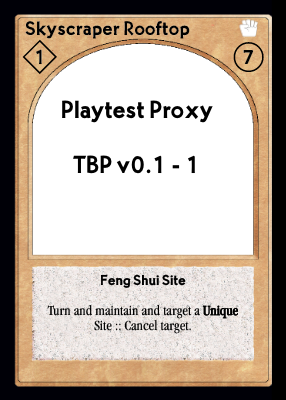 Skyscraper Rooftop
1
7
Playtest Proxy
TBP v0.1 - 1
Feng Shui Site
Turn and maintain and target a Unique
Site :: Cancel target.